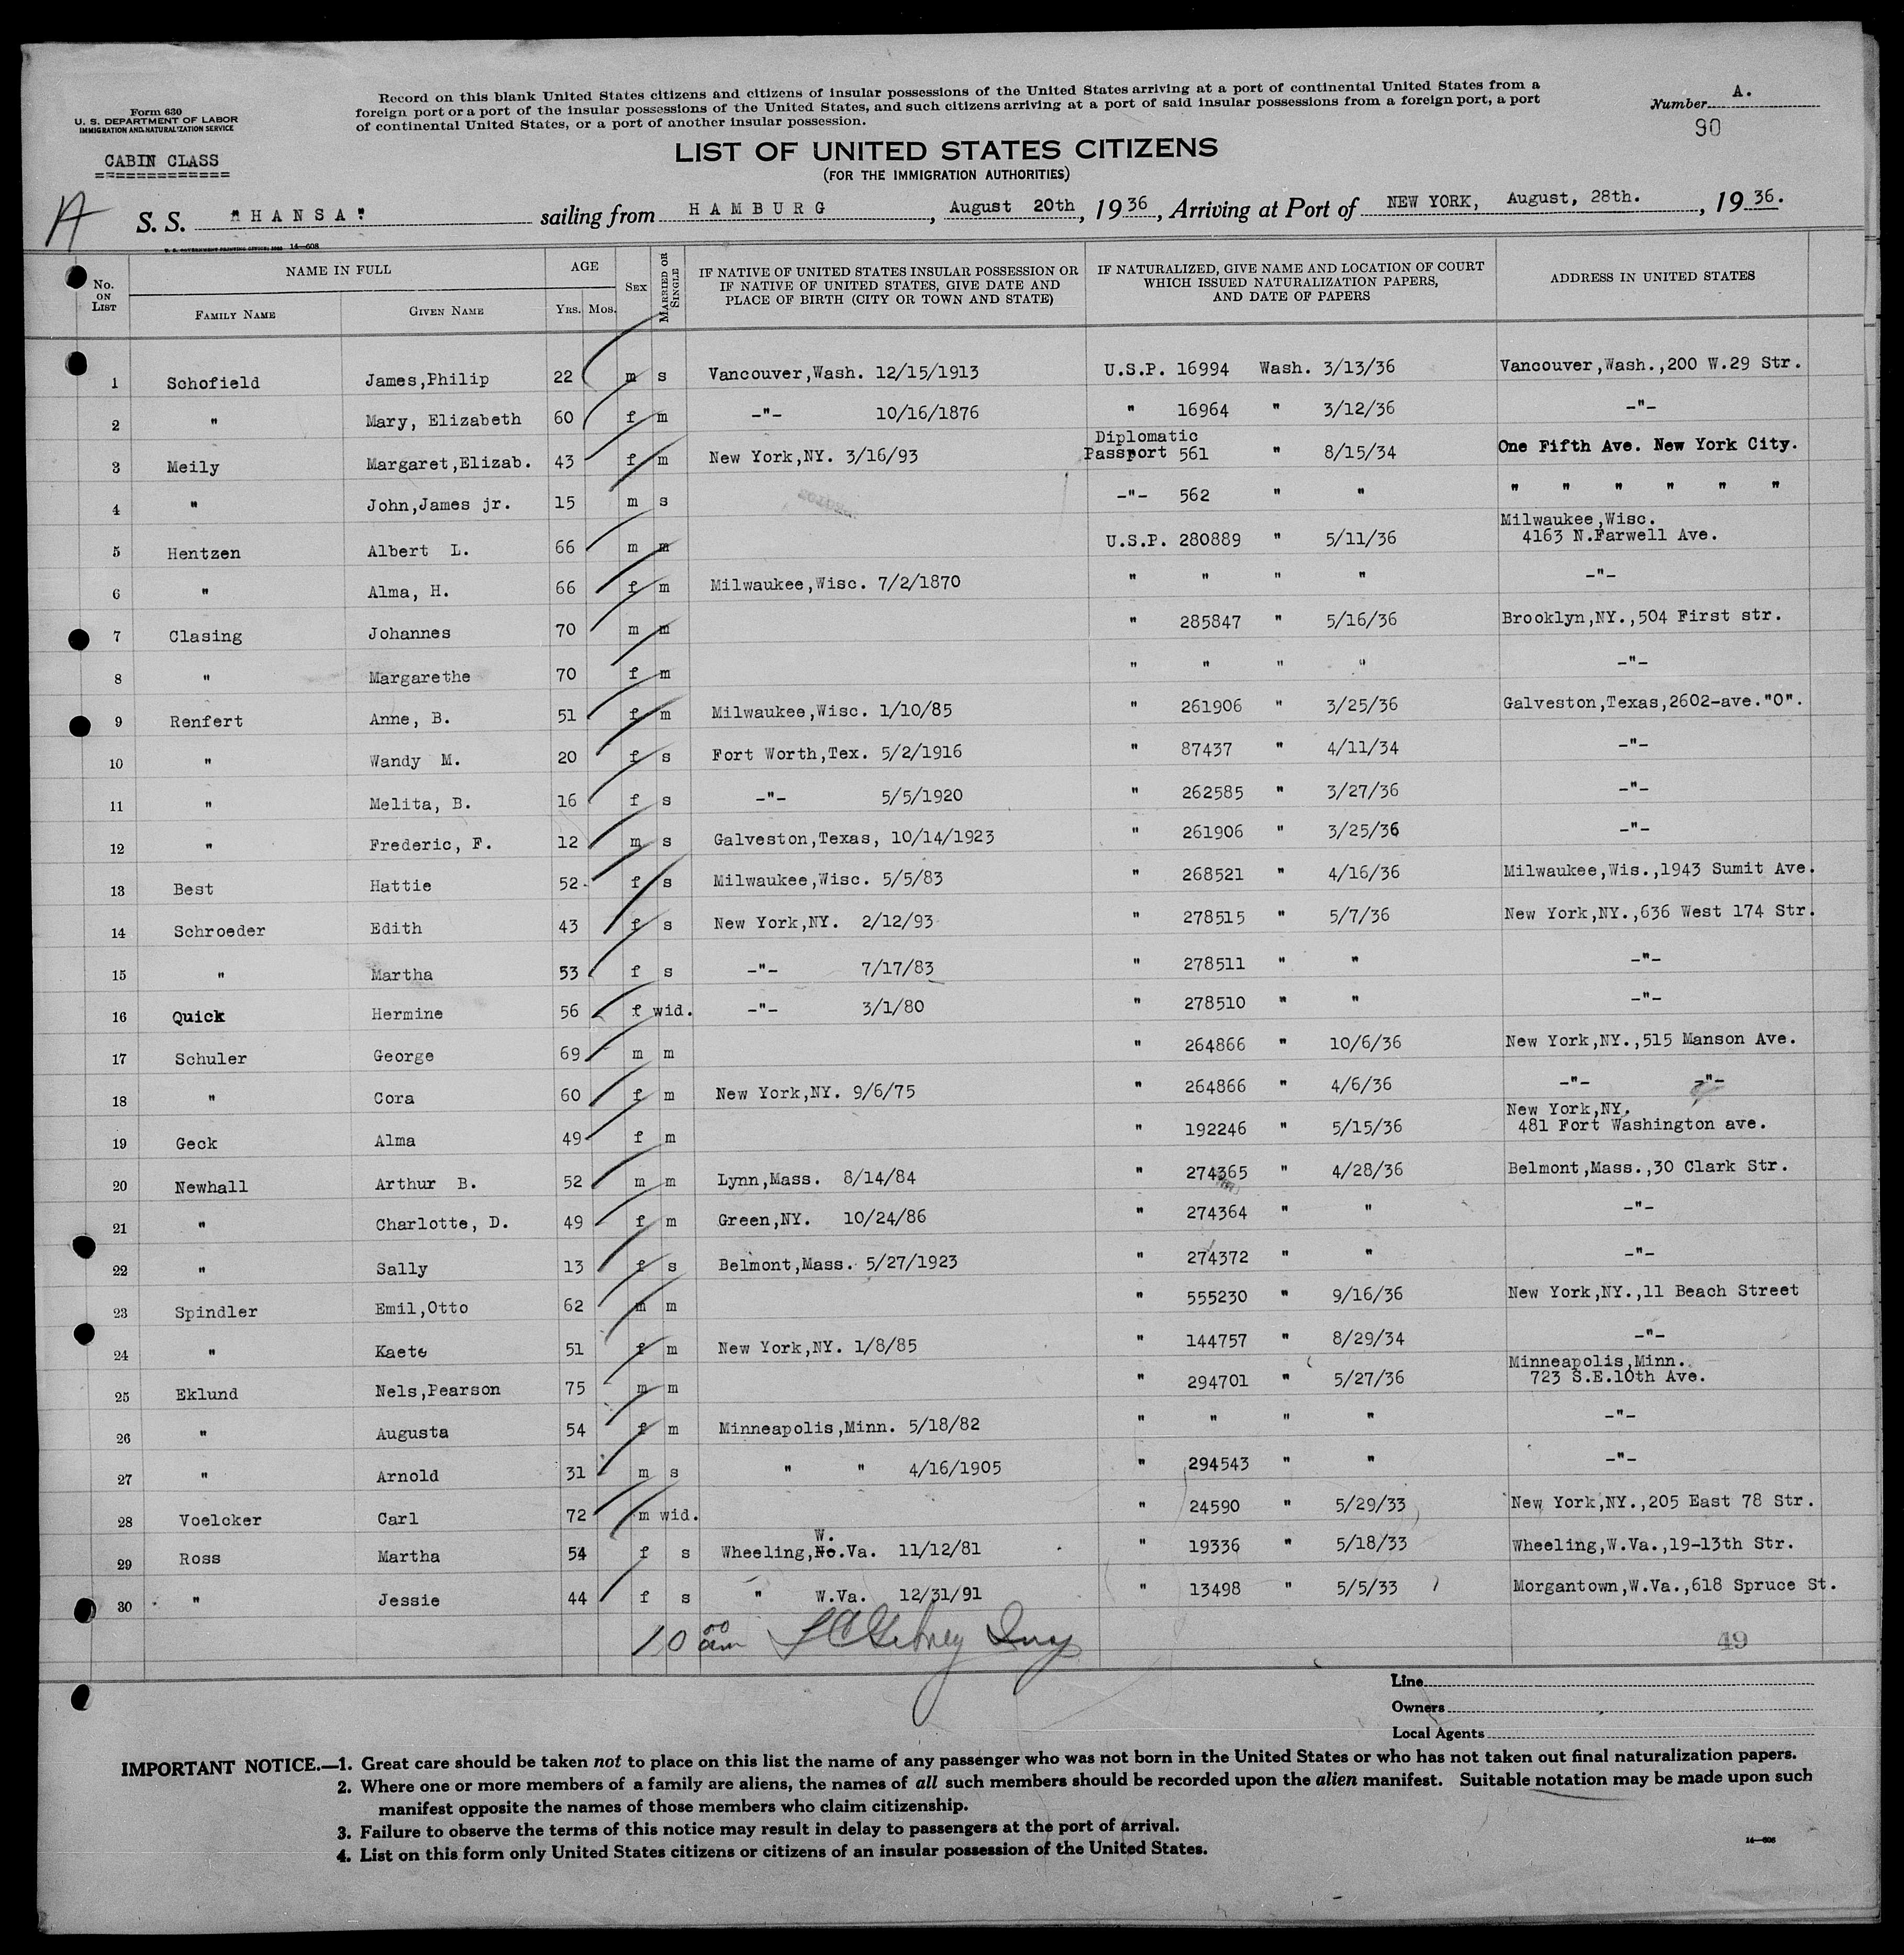 Form 630
U. S. DEPARTMENT OF LABOR
IMMIGRATION AND NATURALIZATION SERVICE
CABIN CLASS
=============
Record on this blank United States citizens and citizens of insular possessions of the United States arriving at a port of continental United States from a
foreign port or a port of the insular possessions of the United States, and such citizens arriving at a port of said insular possessions from a foreign port, a port
of continental United States, or a port of another insular possession.
Number A.
90
LIST OF UNITED STATES CITIZENS
(FOR THE IMMIGRATION AUTHORITIES)
A
S. S. "HANSA" sailing from HAMBURG, August 20th, 1936, Arriving at Port of NEW YORK, August, 28th., 1936.
U. S. GOVERNMENT PRINTING OFFICE: 14—608
No. ON LIST NAME IN FULL AGE SEX MARRIED OR SINGLE IF NATIVE OF UNITED STATES INSULAR POSSESSION OR IF NATIVE OF UNITED STATES, GIVE DATE AND PLACE OF BIRTH (CITY OR TOWN AND STATE) IF NATURALIZED, GIVE NAME AND LOCATION OF COURT WHICH ISSUED NATURALIZATION PAPERS, AND DATE OF PAPERS ADDRESS IN UNITED STATES
FAMILY NAME GIVEN NAME YRS. MOS.
1 Schofield James,Philip 22 m s Vancouver,Wash. 12/15/1913 U.S.P. 16994 Wash. 3/13/36 Vancouver,Wash.,200 W.29 Str.
2 " Mary, Elizabeth 60 f m -"- 10/16/1876 " 16964 " 3/12/36 -"-
3 Meily Margaret,Elizab. 43 f m New York,NY. 3/16/93 Diplomatic Passport 561 " 8/15/34 One Fifth Ave. New York City.
4 " John,James jr. 15 m s -"- 562 " " " " " " " "
5 Hentzen Albert L. 66 m m U.S.P. 280889 " 5/11/36 Milwaukee,Wisc. 4163 N.Farwell Ave.
6 " Alma, H. 66 f m Milwaukee,Wisc. 7/2/1870 " " " " -"-
7 Clasing Johannes 70 m m " 285847 " 5/16/36 Brooklyn,NY.,504 First str.
8 " Margarethe 70 f m " " " " -"-
9 Renfert Anne, B. 51 f m Milwaukee,Wisc. 1/10/85 " 261906 " 3/25/36 Galveston,Texas,2602-ave."O".
10 " Wandy M. 20 f s Fort Worth,Tex. 5/2/1916 " 87437 " 4/11/34 -"-
11 " Melita, B. 16 f s -"- 5/5/1920 " 262585 " 3/27/36 -"-
12 " Frederic, F. 12 m s Galveston,Texas, 10/14/1923 " 261906 " 3/25/36 -"-
13 Best Hattie 52 f s Milwaukee,Wisc. 5/5/83 " 268521 " 4/16/36 Milwaukee,Wis.,1943 Sumit Ave.
14 Schroeder Edith 43 f s New York,NY. 2/12/93 " 278515 " 5/7/36 New York,NY.,636 West 174 Str.
15 " Martha 53 f s -"- 7/17/83 " 278511 " " -"-
16 Quick Hermine 56 f wid. -"- 3/1/80 " 278510 " " -"-
17 Schuler George 69 m m " 264866 " 10/6/36 New York,NY.,515 Manson Ave.
18 " Cora 60 f m New York,NY. 9/6/75 " 264866 " 4/6/36 -"- -"-
19 Geck Alma 49 f m " 192246 " 5/15/36 New York,NY. 481 Fort Washington ave.
20 Newhall Arthur B. 52 m m Lynn,Mass. 8/14/84 " 274365 " 4/28/36 Belmont,Mass.,30 Clark Str.
21 " Charlotte, D. 49 f m Green,NY. 10/24/86 " 274364 " " -"-
22 " Sally 13 f s Belmont,Mass. 5/27/1923 " 274372 " " -"-
23 Spindler Emil,Otto 62 m m " 555230 " 9/16/36 New York,NY.,11 Beach Street
24 " Kaete 51 f m New York,NY. 1/8/85 " 144757 " 8/29/34 -"-
25 Eklund Nels,Pearson 75 m m " 294701 " 5/27/36 Minneapolis,Minn. 723 S.E.10th Ave.
26 " Augusta 54 f m Minneapolis,Minn. 5/18/82 " " " " -"-
27 " Arnold 31 m s " " 4/16/1905 " 294543 " " -"-
28 Voelcker Carl 72 m wid. " 24590 " 5/29/33 New York,NY.,205 East 78 Str.
29 Ross Martha 54 f s Wheeling,W.Va. 11/12/81 " 19336 " 5/18/33 Wheeling,W.Va.,19-13th Str.
30 " Jessie 44 f s " W.Va. 12/31/91 " 13498 " 5/5/33 Morgantown,W.Va.,618 Spruce St.
10 00 am
49
Line
Owners
Local Agents
IMPORTANT NOTICE.—1. Great care should be taken not to place on this list the name of any passenger who was not born in the United States or who has not taken out final naturalization papers.
2. Where one or more members of a family are aliens, the names of all such members should be recorded upon the alien manifest. Suitable notation may be made upon such
manifest opposite the names of those members who claim citizenship.
3. Failure to observe the terms of this notice may result in delay to passengers at the port of arrival.
4. List on this form only United States citizens or citizens of an insular possession of the United States.
14—608